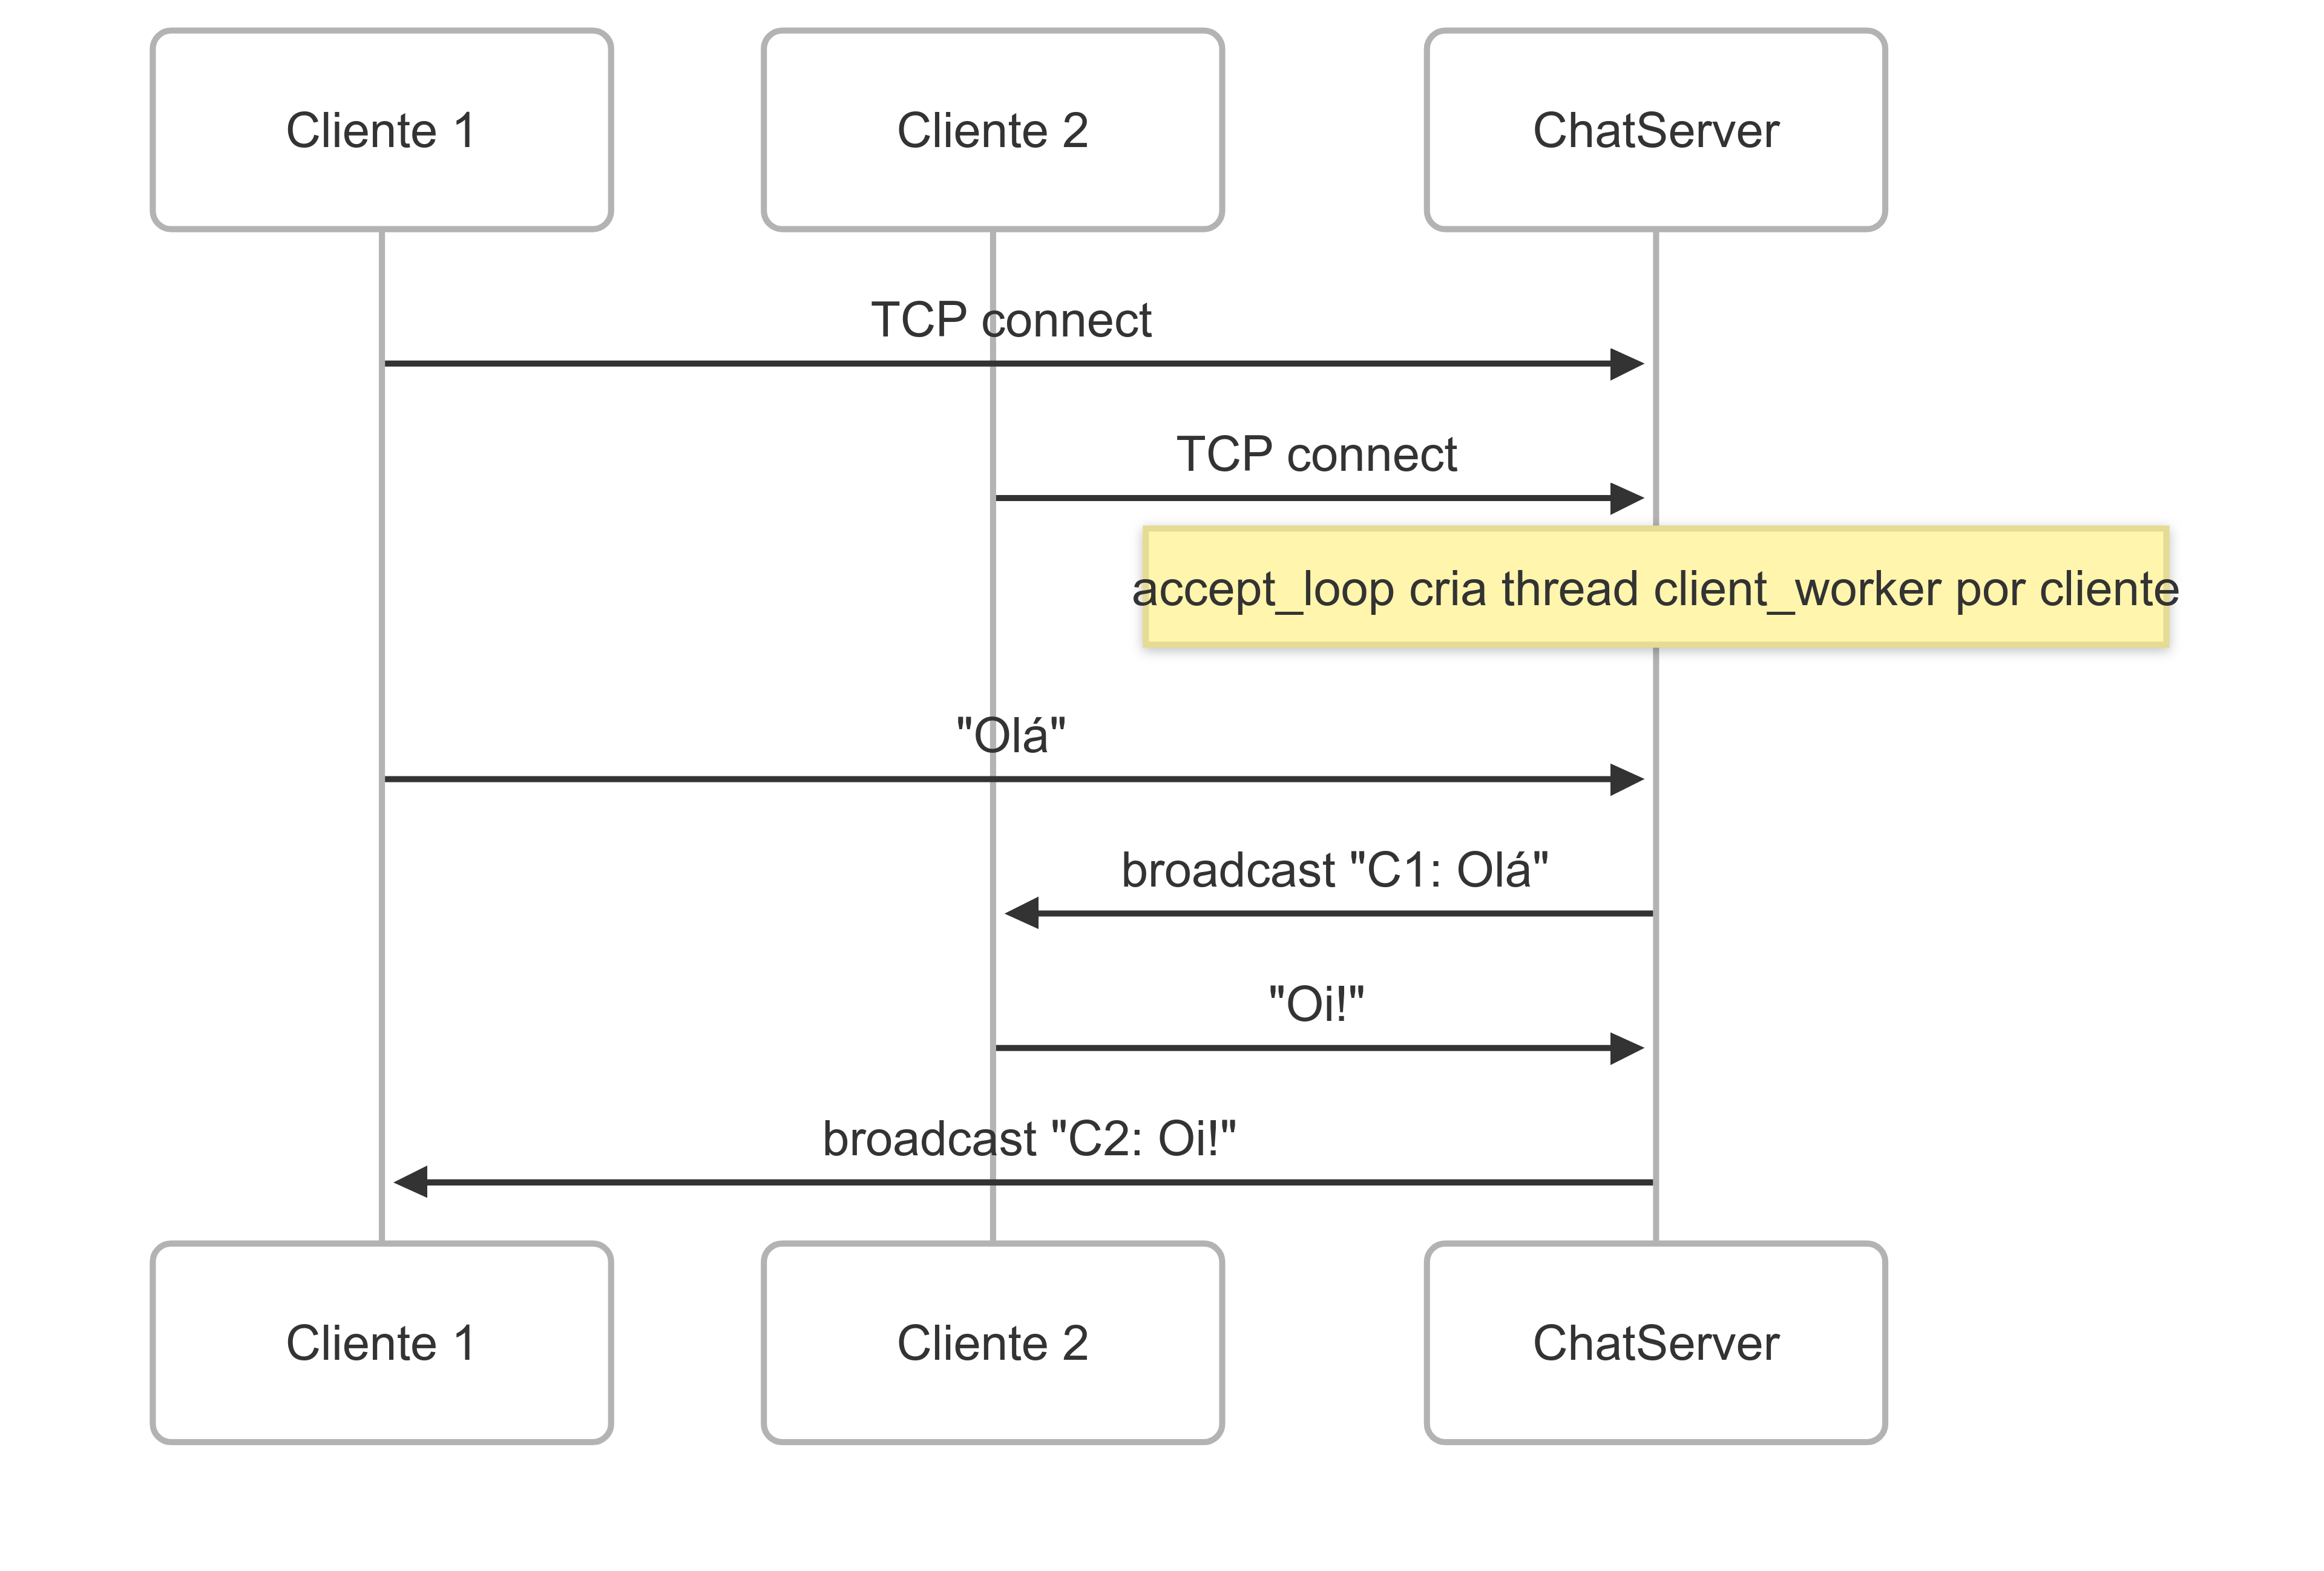 Cliente 1
Cliente 2
ChatServer
TCP connect
TCP connect
accept_loop cria thread client_worker por cliente
"Olá"
broadcast "C1: Olá"
"Oi!"
broadcast "C2: Oi!"
Cliente 1
Cliente 2
ChatServer